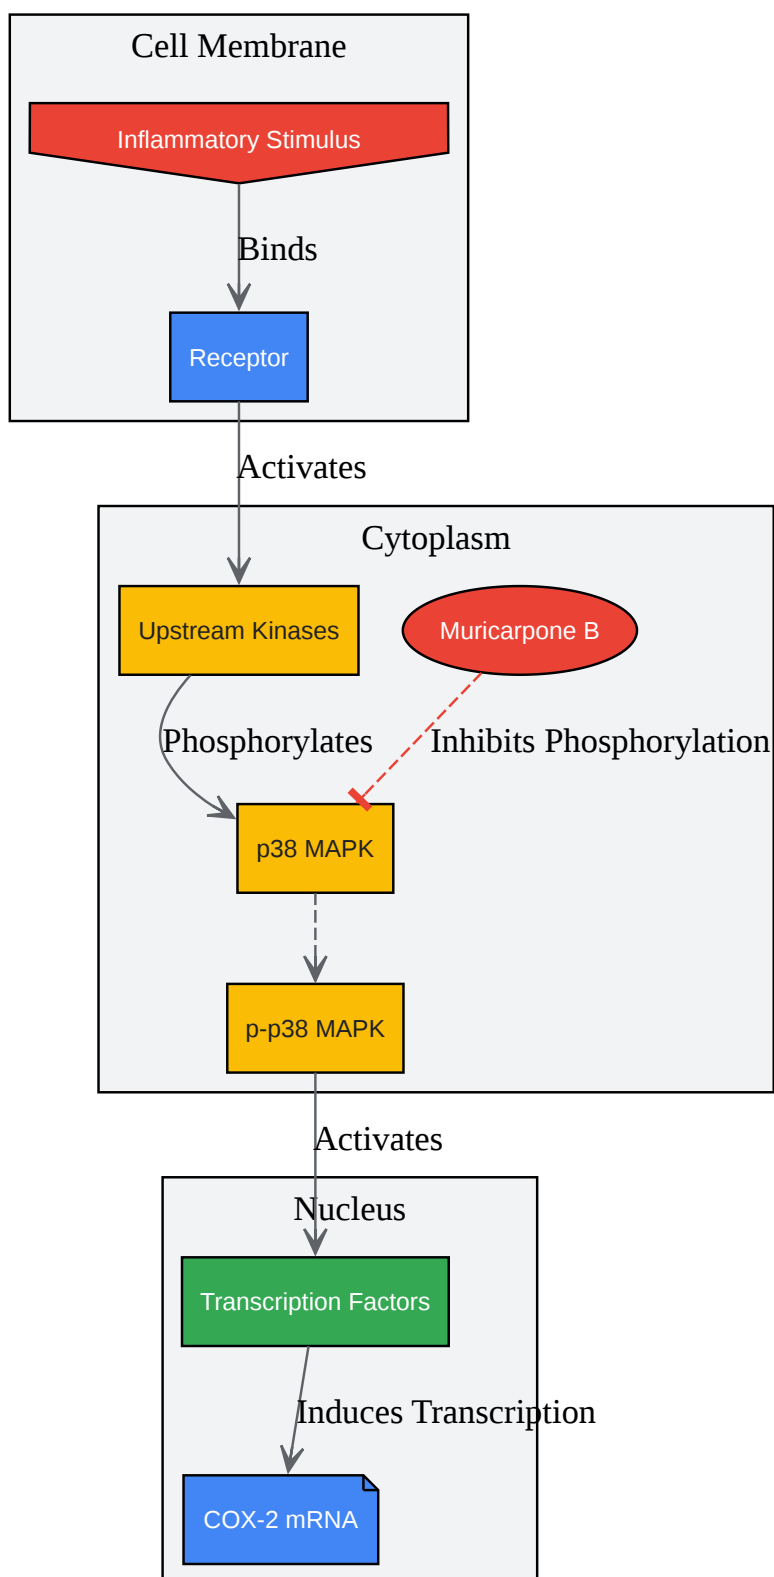 Cell Membrane
Inflammatory Stimulus
Binds
Receptor
Activates
Cytoplasm
Upstream Kinases
Muricarpone B
Phosphorylates
Inhibits Phosphorylation
p38 MAPK
p-p38 MAPK
Activates
Nucleus
Transcription Factors
Induces Transcription
COX-2 mRNA